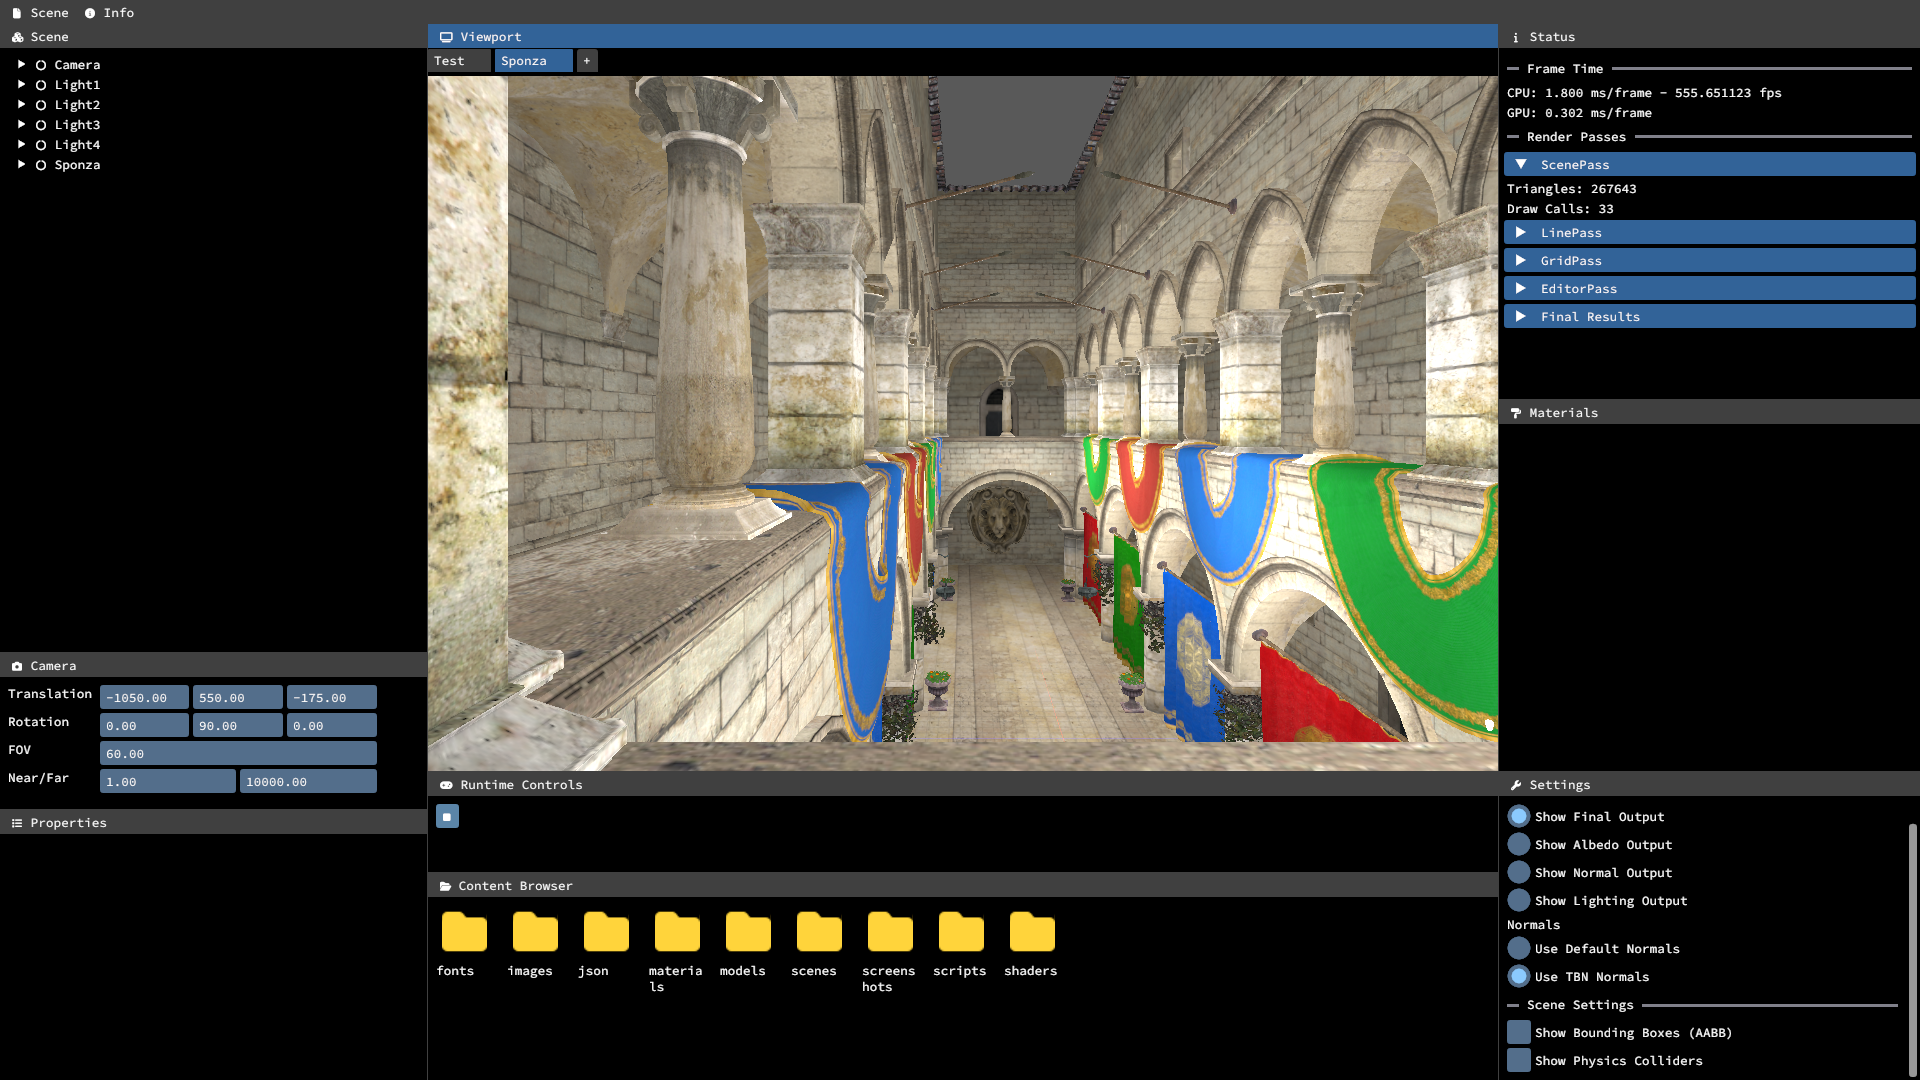 Scene Info
Scene
Camera
Light1
Light2
Light3
Light4
Sponza
Camera
Translation -1050.00 550.00 -175.00
Rotation 0.00 90.00 0.00
FOV 60.00
Near/Far 1.00 10000.00
Properties
Viewport
Test Sponza +
Runtime Controls
Content Browser
fonts images json materia models scenes screens scripts shaders
ls hots
Status
Frame Time
CPU: 1.800 ms/frame - 555.651123 fps
GPU: 0.302 ms/frame
Render Passes
ScenePass
Triangles: 267643
Draw Calls: 33
LinePass
GridPass
EditorPass
Final Results
Materials
Settings
Show Final Output
Show Albedo Output
Show Normal Output
Show Lighting Output
Normals
Use Default Normals
Use TBN Normals
Scene Settings
Show Bounding Boxes (AABB)
Show Physics Colliders